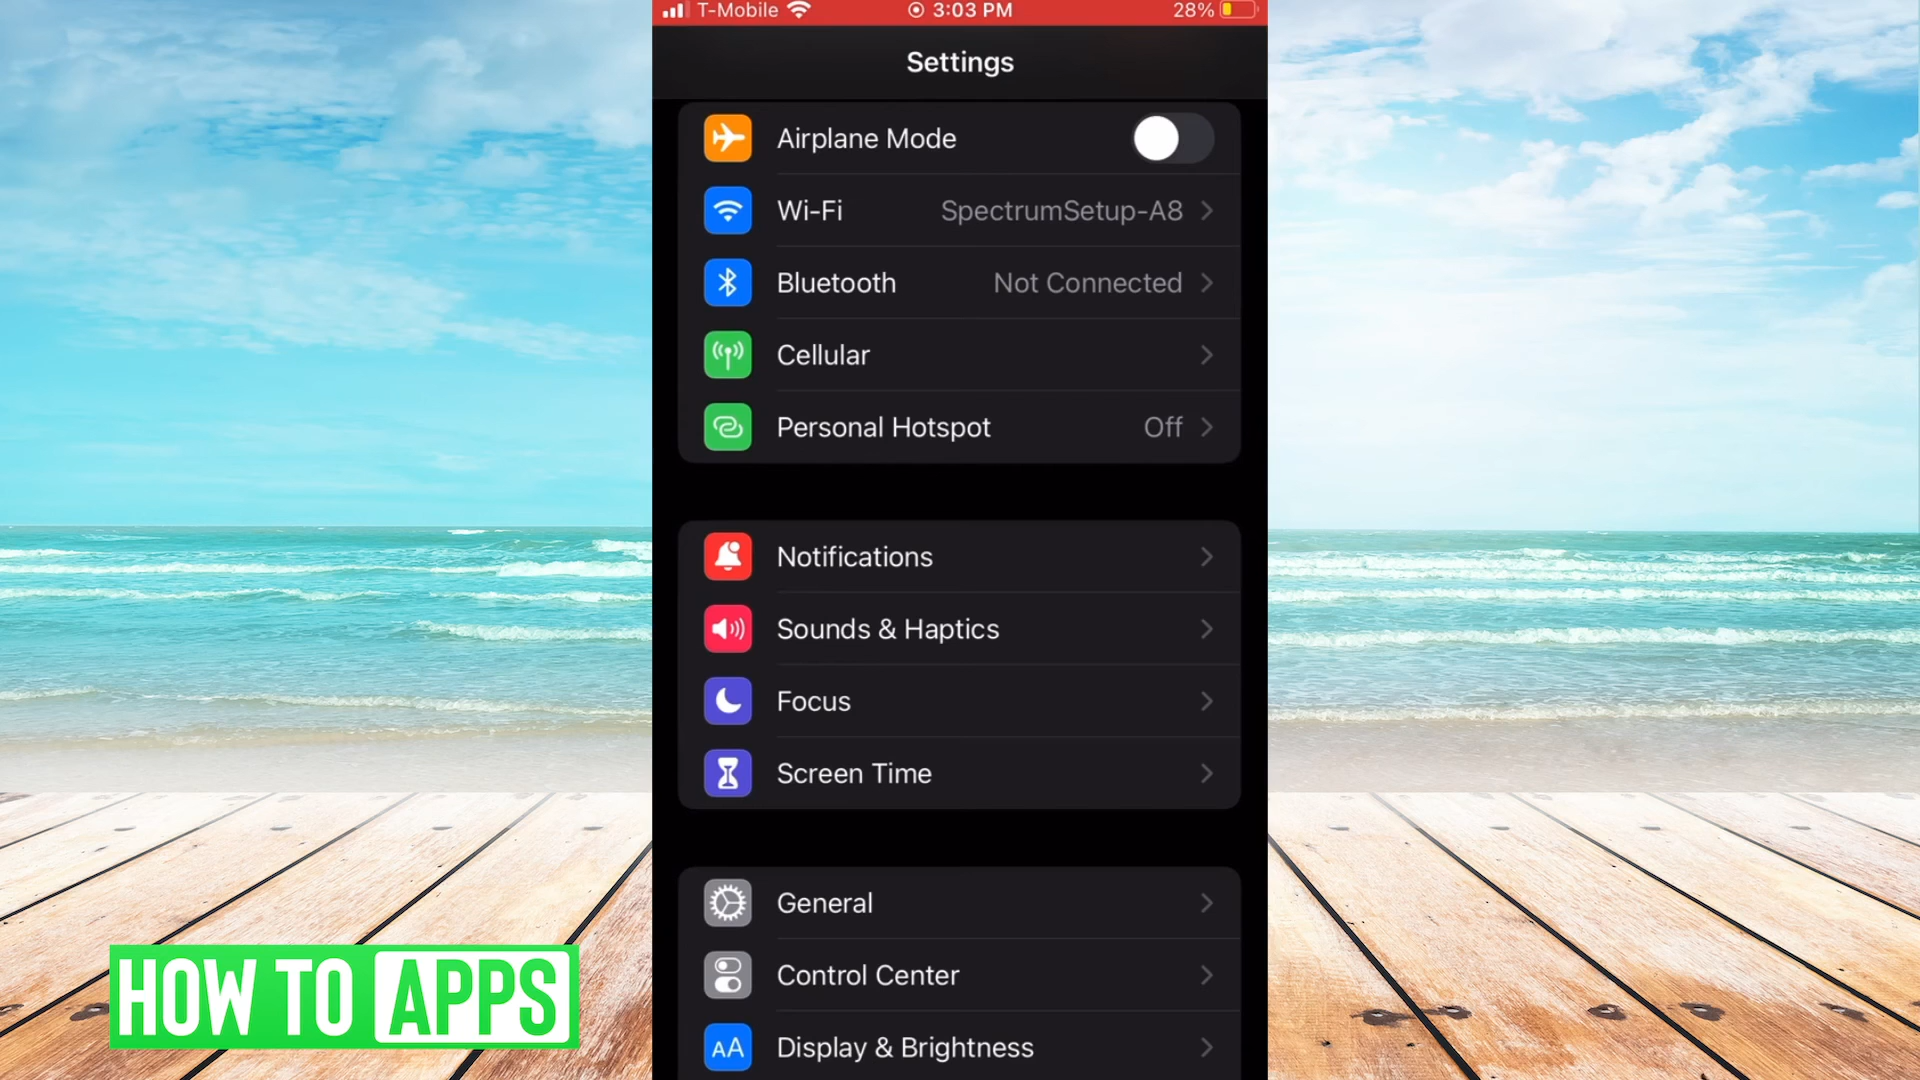 T-Mobile 3:03 PM 28%
Settings
Airplane Mode
Wi-Fi SpectrumSetup-A8
Bluetooth Not Connected
Cellular
Personal Hotspot Off
Notifications
Sounds & Haptics
Focus
Screen Time
General
Control Center
AA Display & Brightness
HOW TO APPS